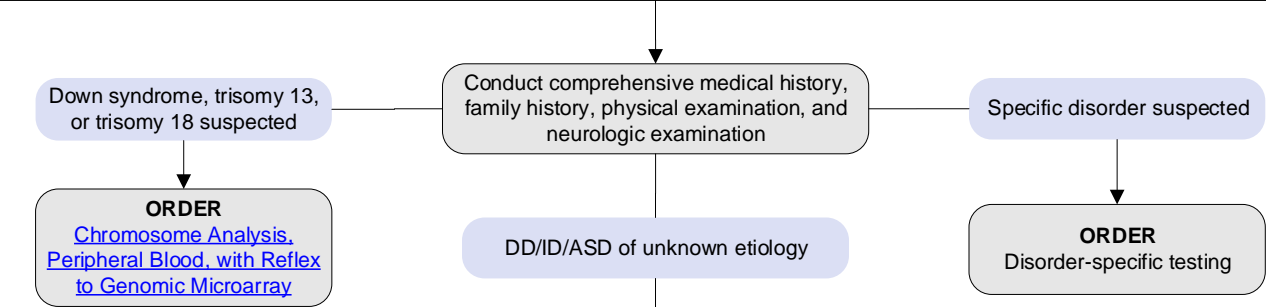 Conduct comprehensive medical history,
family history, physical examination, and
neurologic examination
Down syndrome, trisomy 13,
or trisomy 18 suspected
Specific disorder suspected
ORDER
Chromosome Analysis,
Peripheral Blood, with Reflex
to Genomic Microarray
DD/ID/ASD of unknown etiology
ORDER
Disorder-specific testing